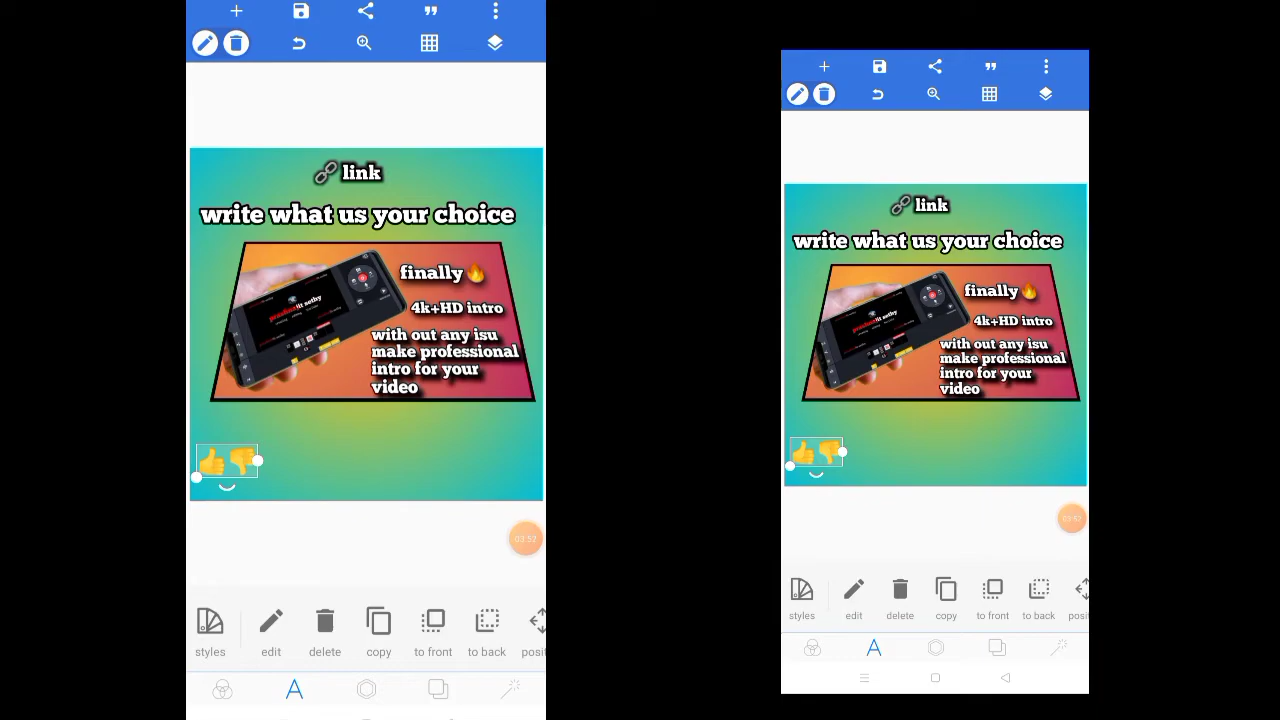 🔗 link
write what us your choice
finally🔥
4k+HD intro
with out any isu
make professional
intro for your
video
👍👎
styles
edit
delete
copy
to front
to back
posit
🔗 link
write what us your choice
finally🔥
4k+HD intro
with out any isu
make professional
intro for your
video
👍👎
styles
edit
delete
copy
to front
to back
posit